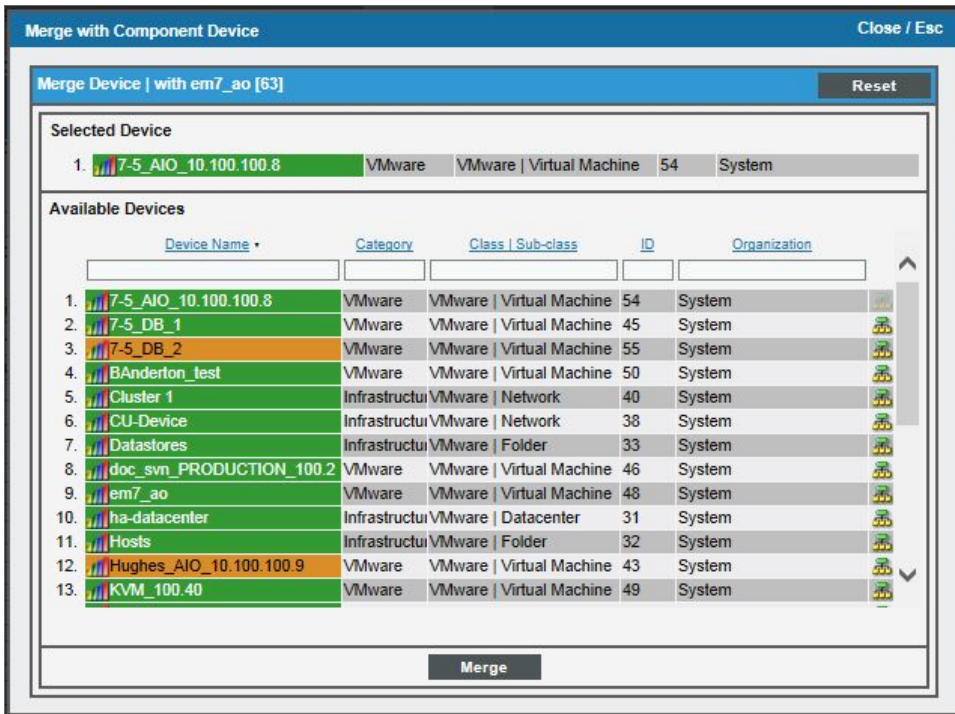 Merge with Component Device Close / Esc
Merge Device | with em7_ao [63] Reset
Selected Device
1. 7-5_AIO_10.100.100.8 VMware VMware | Virtual Machine 54 System
Available Devices
Device Name • Category Class | Sub-class ID Organization
1. 7-5_AIO_10.100.100.8 VMware VMware | Virtual Machine 54 System
2. 7-5_DB_1 VMware VMware | Virtual Machine 45 System
3. 7-5_DB_2 VMware VMware | Virtual Machine 55 System
4. BAnderton_test VMware VMware | Virtual Machine 50 System
5. Cluster 1 Infrastructu VMware | Network 40 System
6. CU-Device Infrastructu VMware | Network 38 System
7. Datastores Infrastructu VMware | Folder 33 System
8. doc_svn_PRODUCTION_100.2 VMware VMware | Virtual Machine 46 System
9. em7_ao VMware VMware | Virtual Machine 48 System
10. ha-datacenter Infrastructu VMware | Datacenter 31 System
11. Hosts Infrastructu VMware | Folder 32 System
12. Hughes_AIO_10.100.100.9 VMware VMware | Virtual Machine 43 System
13. KVM_100.40 VMware VMware | Virtual Machine 49 System
Merge